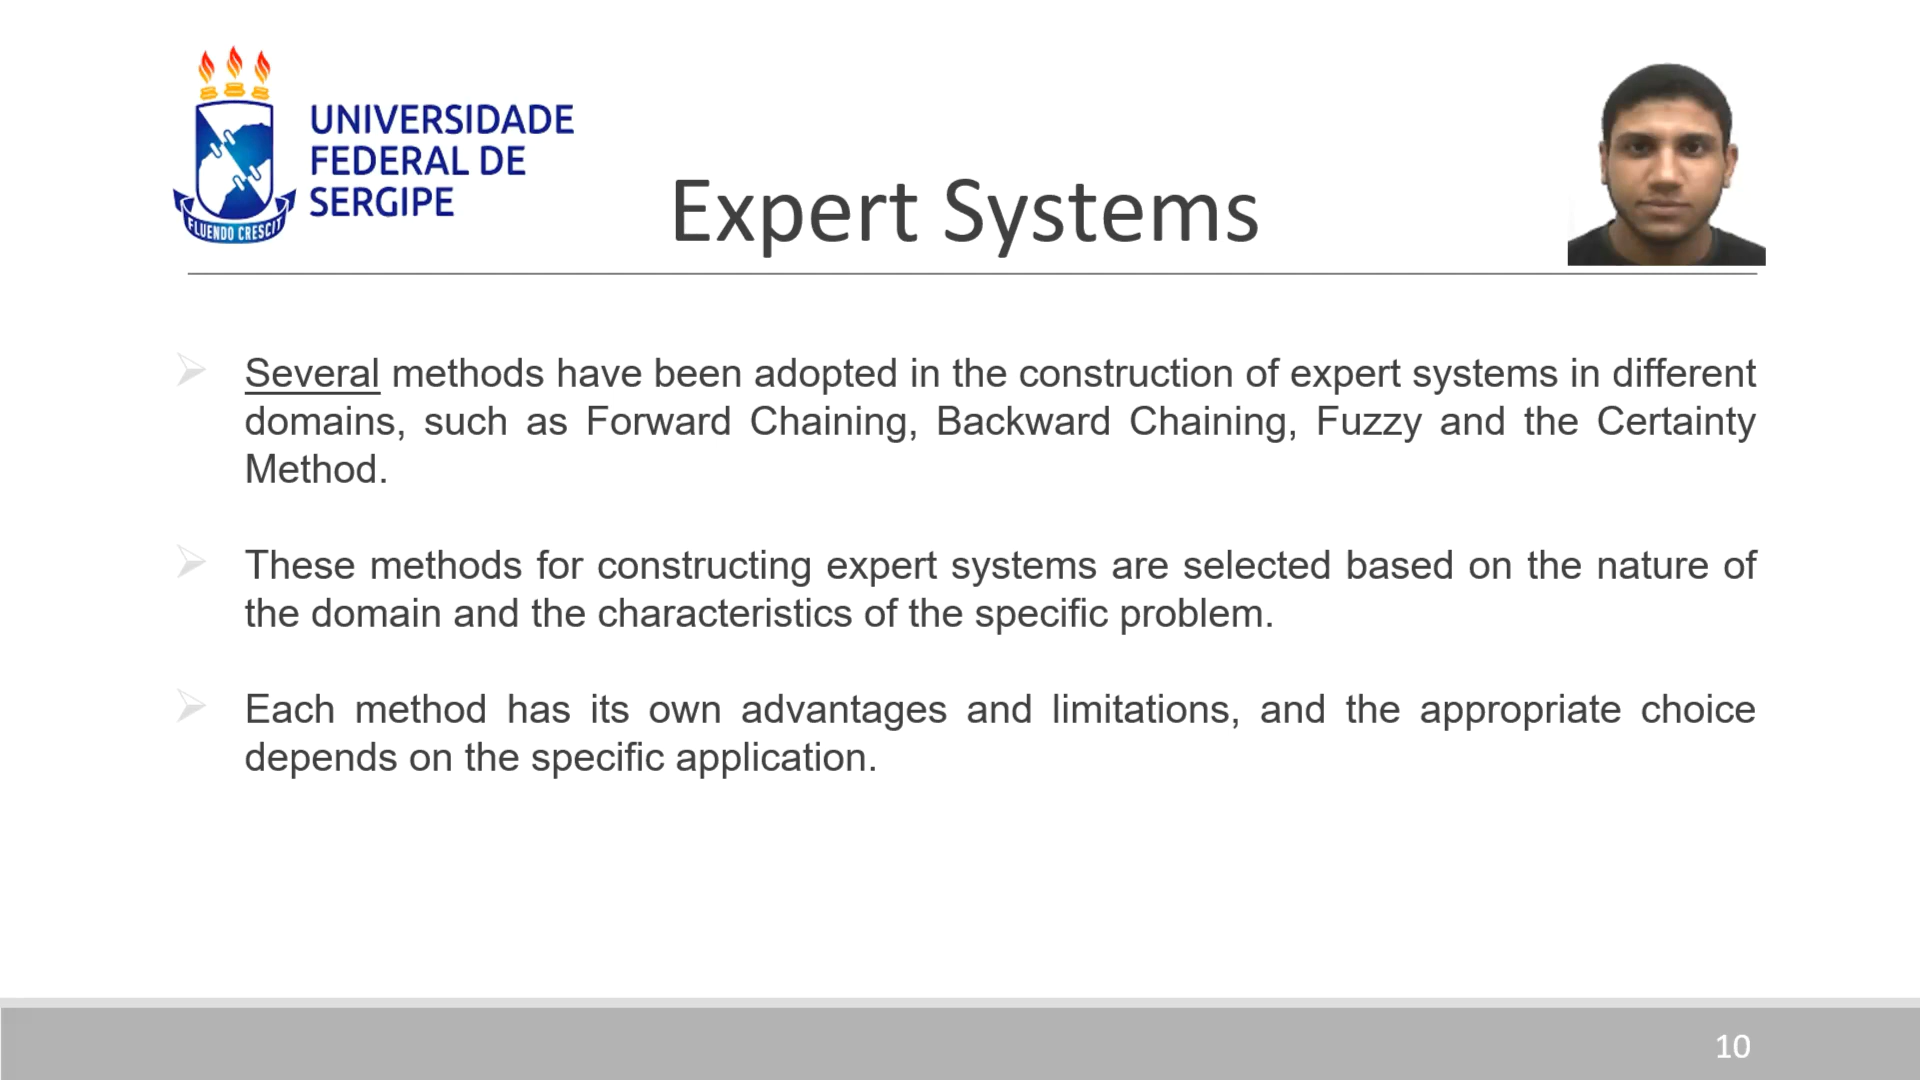 UNIVERSIDADE
FEDERAL DE
SERGIPE
FLUENDO CRESCIT
Expert Systems
Several methods have been adopted in the construction of expert systems in different
domains, such as Forward Chaining, Backward Chaining, Fuzzy and the Certainty
Method.
These methods for constructing expert systems are selected based on the nature of
the domain and the characteristics of the specific problem.
Each method has its own advantages and limitations, and the appropriate choice
depends on the specific application.
10